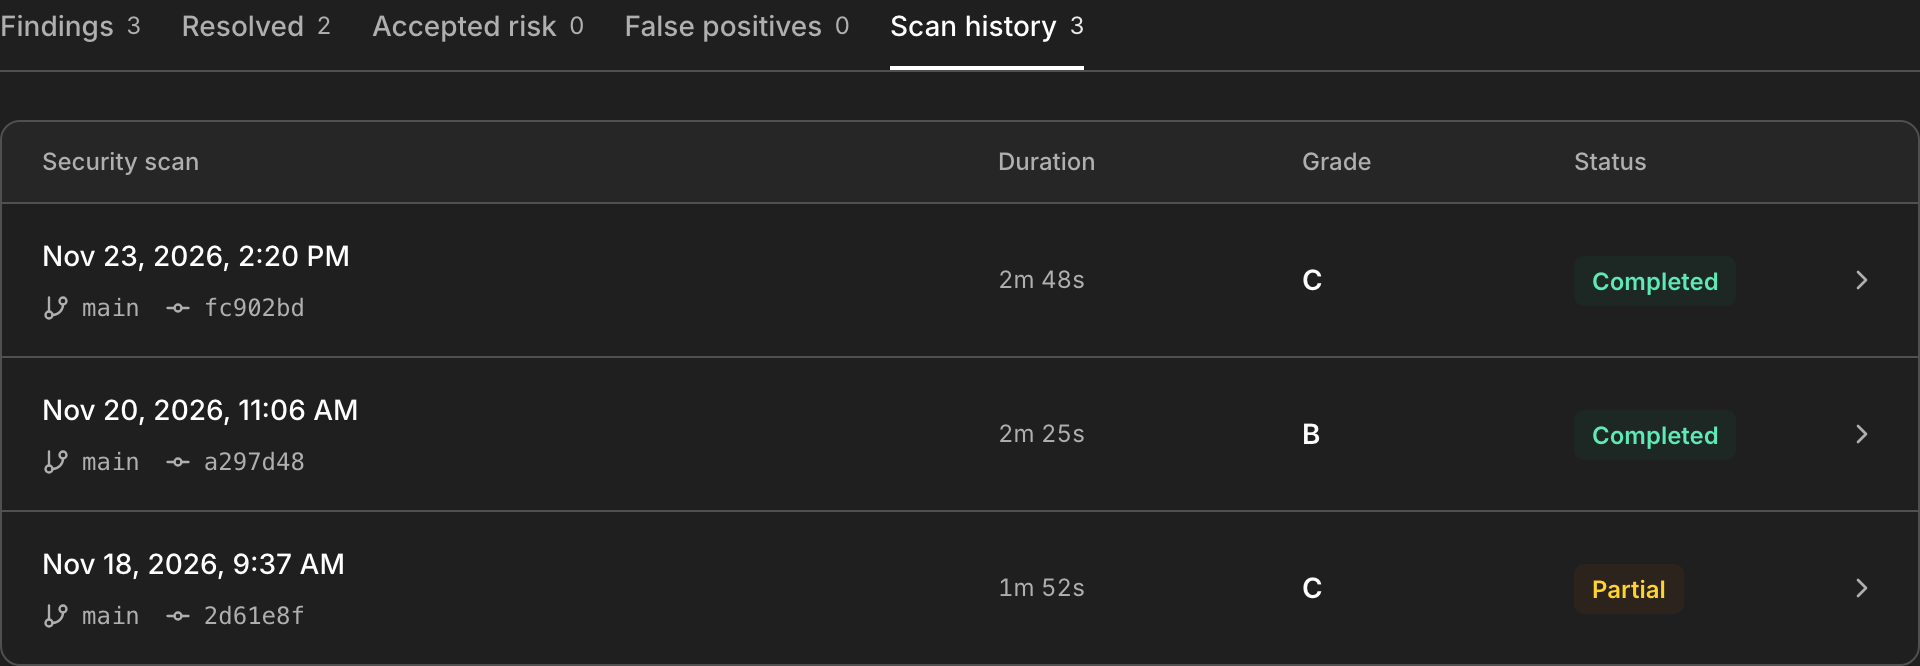 Findings 3 Resolved 2 Accepted risk 0 False positives 0 Scan history 3
Security scan Duration Grade Status
Nov 23, 2026, 2:20 PM
main fc902bd
2m 48s C Completed
Nov 20, 2026, 11:06 AM
main a297d48
2m 25s B Completed
Nov 18, 2026, 9:37 AM
main 2d61e8f
1m 52s C Partial